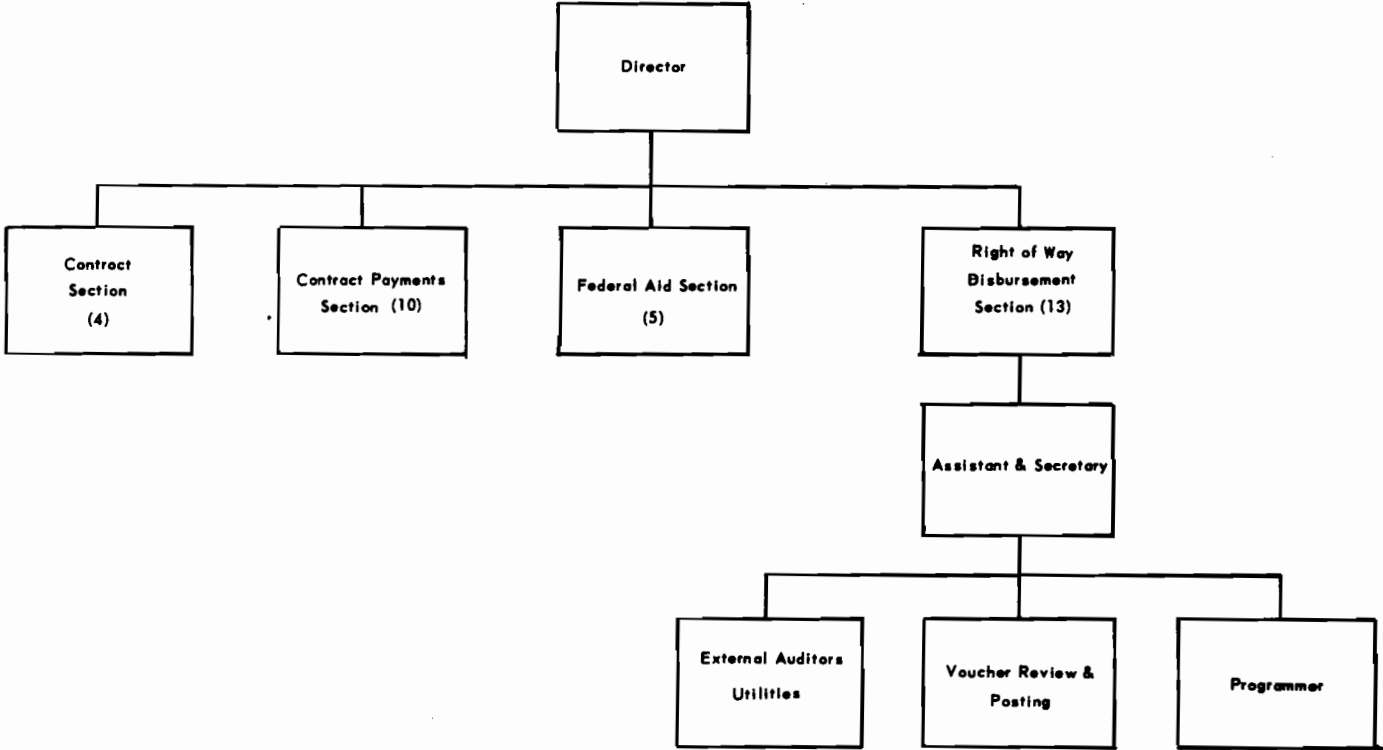 Director
Contract
Section
(4)
Contract Payments
Section (10)
Federal Aid Section
(5)
Right of Way
Disbursement
Section (13)
Assistant & Secretary
External Auditors
Utilities
Voucher Review &
Posting
Programmer